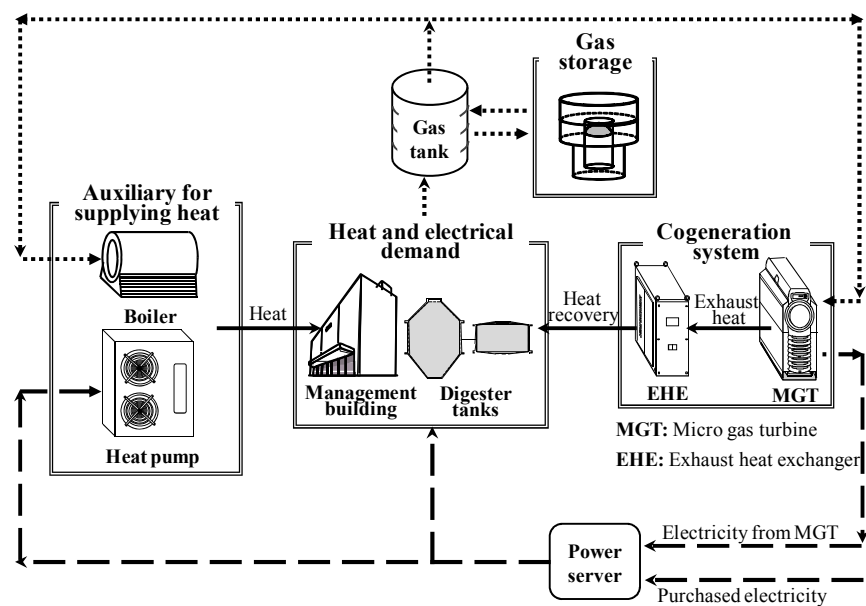 Gas
storage
Gas
tank
Auxiliary for
supplying heat
Heat and electrical
demand
Cogeneration
system
Boiler
Heat
Heat
recovery
Exhaust
heat
Management
building
Digester
tanks
EHE
MGT
Heat pump
MGT: Micro gas turbine
EHE: Exhaust heat exchanger
Power
server
Electricity from MGT
Purchased electricity